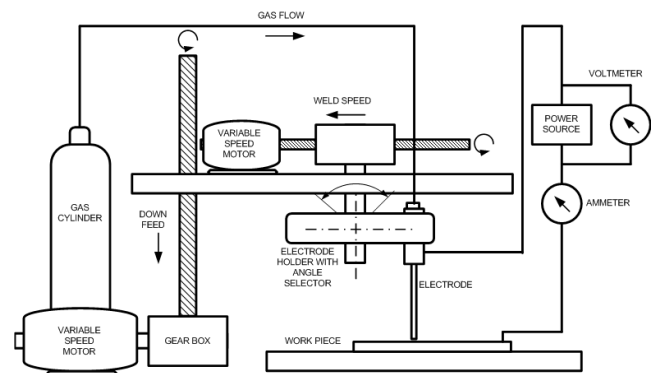 GAS FLOW
VOLTMETER
WELD SPEED
POWER
SOURCE
VARIABLE
SPEED
MOTOR
GAS
CYLINDER
DOWN
FEED
AMMETER
ELECTRODE
HOLDER WITH
ANGLE
SELECTOR
ELECTRODE
VARIABLE
SPEED
MOTOR
GEAR BOX
WORK PIECE